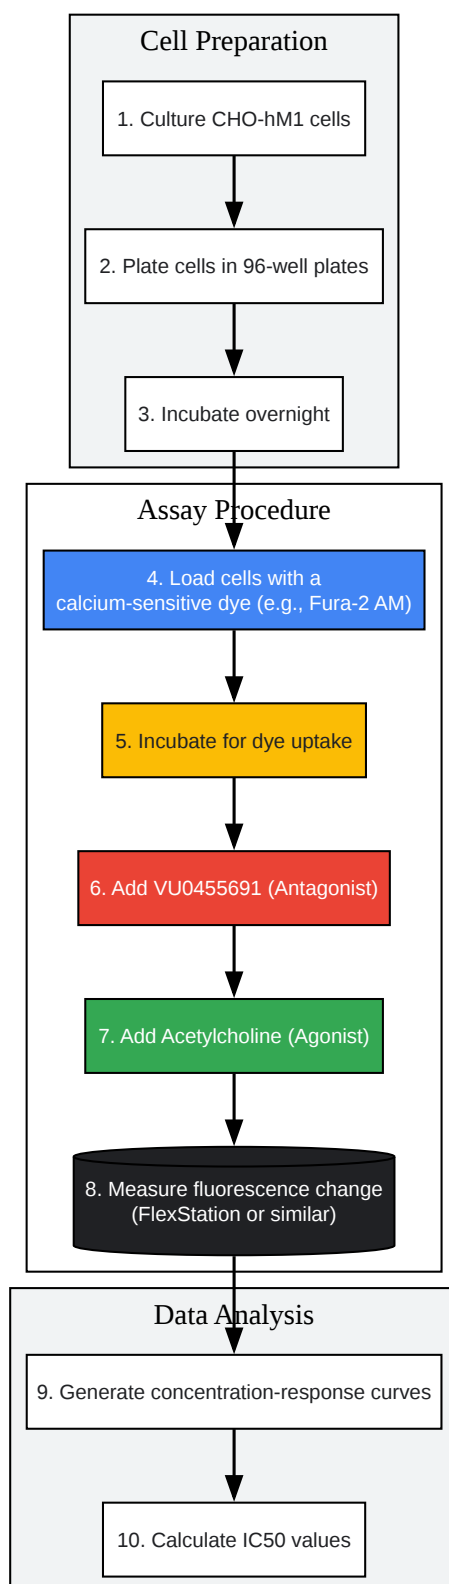 Cell Preparation
1. Culture CHO-hM1 cells
2. Plate cells in 96-well plates
3. Incubate overnight
Assay Procedure
4. Load cells with a
calcium-sensitive dye (e.g., Fura-2 AM)
5. Incubate for dye uptake
6. Add VU0455691 (Antagonist)
7. Add Acetylcholine (Agonist)
8. Measure fluorescence change
(FlexStation or similar)
Data Analysis
9. Generate concentration-response curves
10. Calculate IC50 values